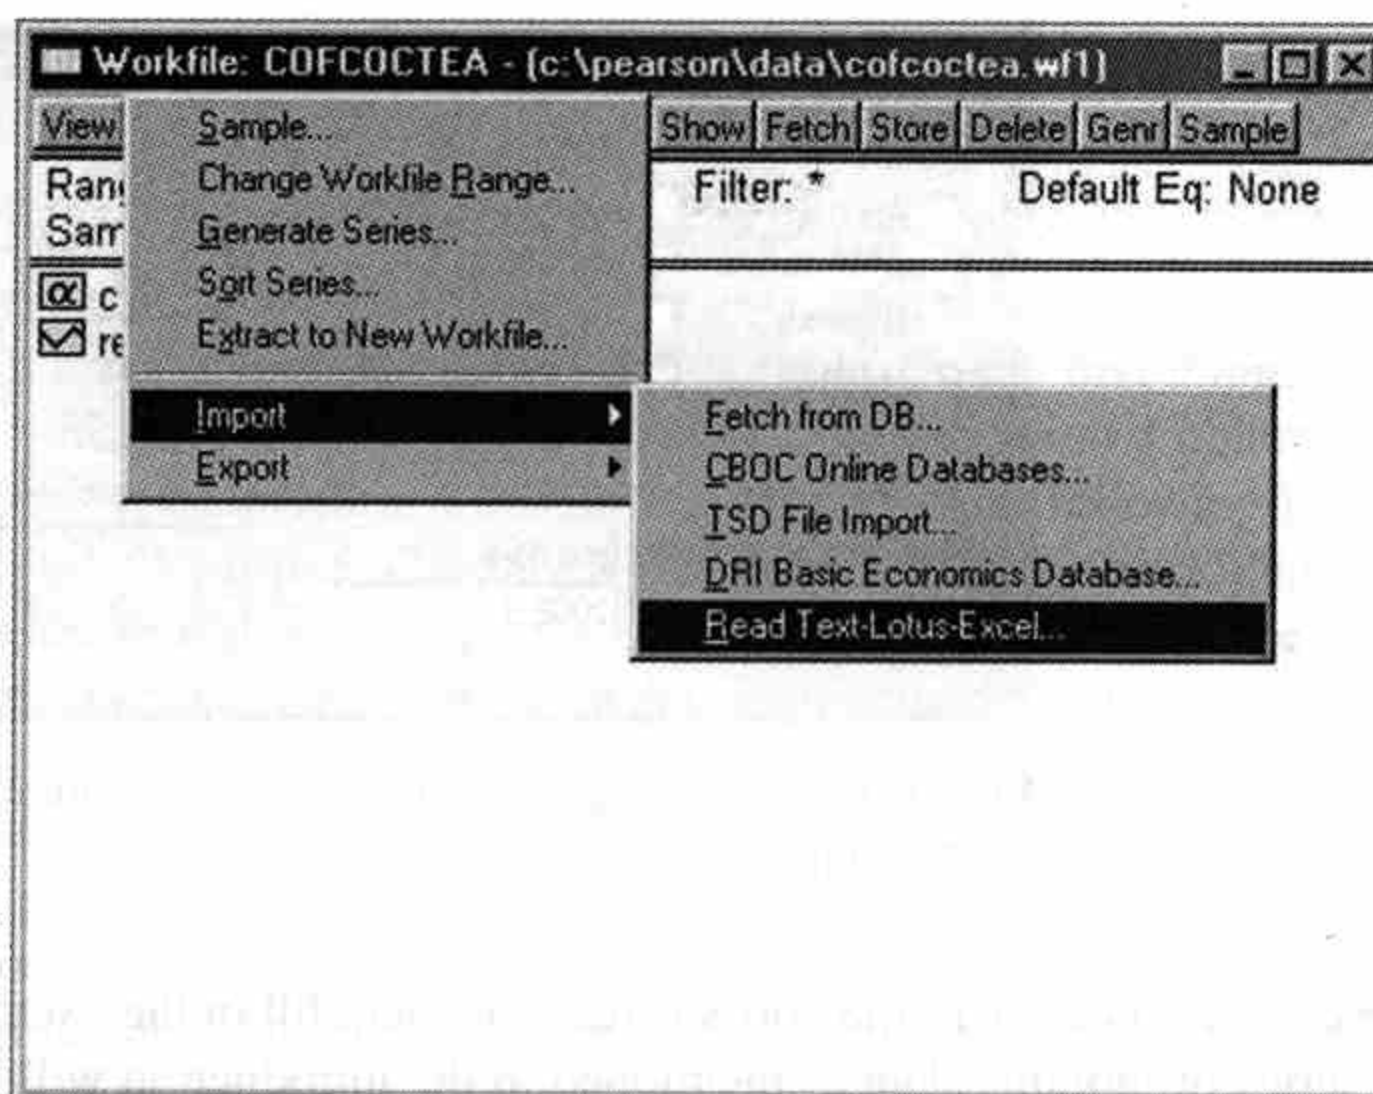 Workfile: COFCOCTEA - (c:\pearson\data\cofcoctea.wf1)
View
Show Fetch Store Delete Genr Sample
Filter: * Default Eq: None
Sample...
Change Workfile Range...
Generate Series...
Sort Series...
Extract to New Workfile...
Import
Export
α c
re
Fetch from DB...
CBOC Online Databases...
TSD File Import...
DRI Basic Economics Database...
Read Text-Lotus-Excel...